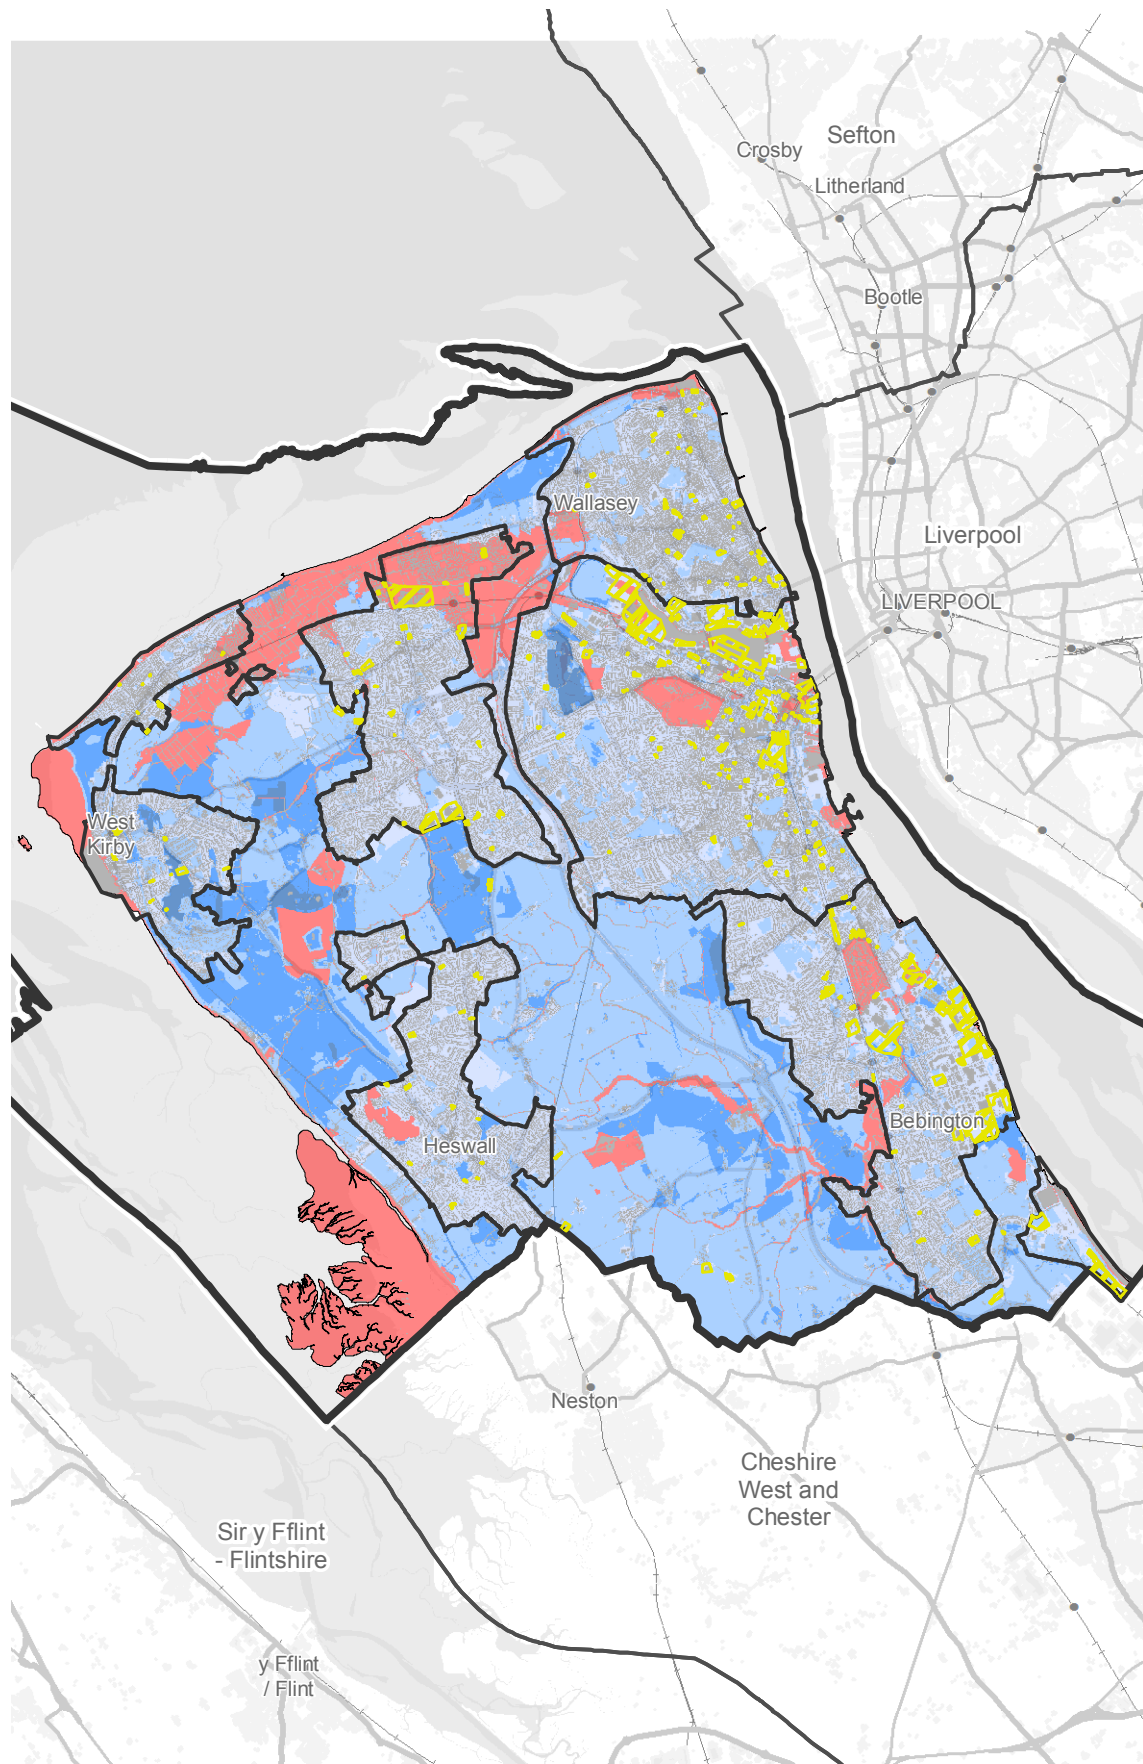 Sefton
Crosby
Litherland
Bootle
Wallasey
Liverpool
LIVERPOOL
West
Kirby
Bebington
Heswall
Neston
Cheshire
West and
Chester
Sir y Fflint
- Flintshire
y Fflint
/ Flint